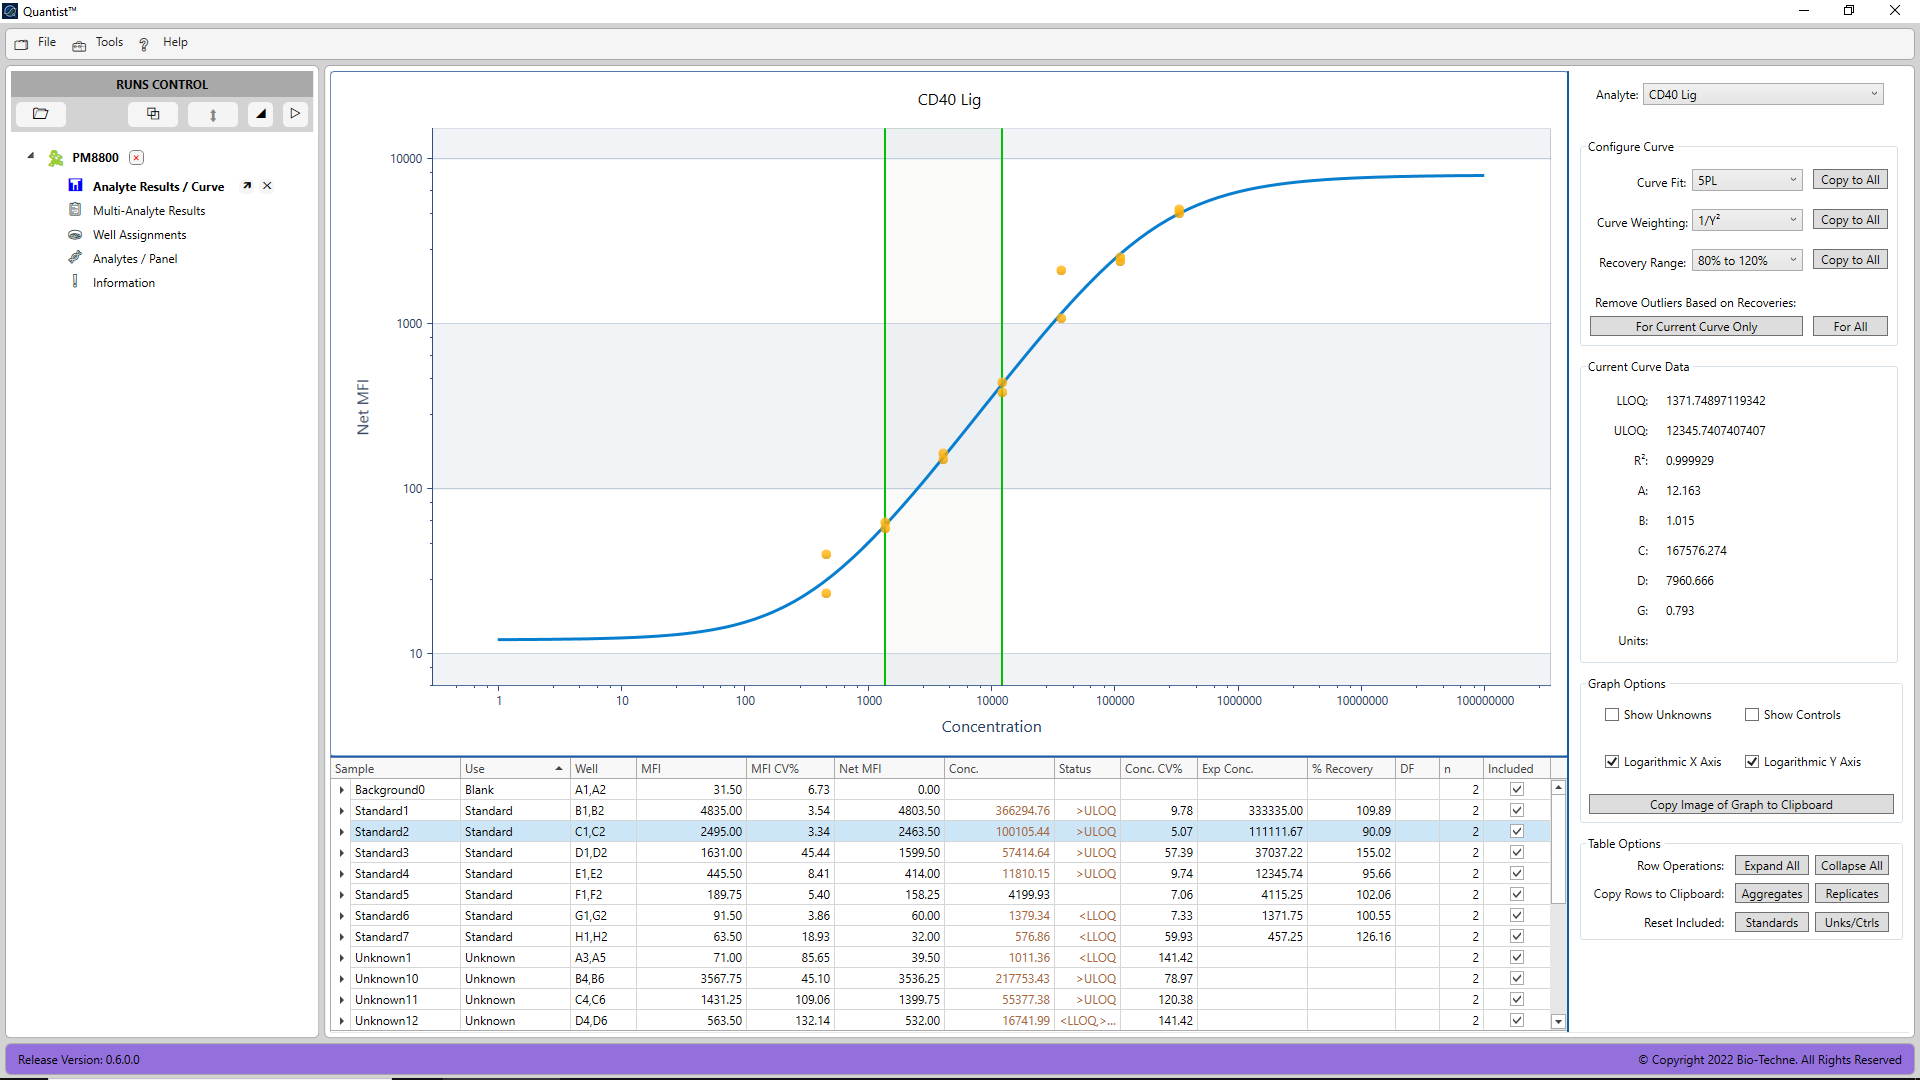 Quantist™
File Tools Help
RUNS CONTROL
PM8800
Analyte Results / Curve
Multi-Analyte Results
Well Assignments
Analytes / Panel
Information
CD40 Lig
10000
1000
100
10
Net MFI
1 10 100 1000 10000 100000 1000000 10000000 100000000
Concentration
Analyte: CD40 Lig
Configure Curve
Curve Fit: 5PL Copy to All
Curve Weighting: 1/Y² Copy to All
Recovery Range: 80% to 120% Copy to All
Remove Outliers Based on Recoveries:
For Current Curve Only For All
Current Curve Data
LLOQ: 1371.74897119342
ULOQ: 12345.7407407407
R²: 0.999929
A: 12.163
B: 1.015
C: 167576.274
D: 7960.666
G: 0.793
Units:
Graph Options
Show Unknowns Show Controls
Logarithmic X Axis Logarithmic Y Axis
Copy Image of Graph to Clipboard
Table Options
Row Operations: Expand All Collapse All
Copy Rows to Clipboard: Aggregates Replicates
Reset Included: Standards Unks/Ctrls
Sample Use Well MFI MFI CV% Net MFI Conc. Status Conc. CV% Exp Conc. % Recovery DF n Included
Background0 Blank A1,A2 31.50 6.73 0.00 2
Standard1 Standard B1,B2 4835.00 3.54 4803.50 366294.76 >ULOQ 9.78 333335.00 109.89 2
Standard2 Standard C1,C2 2495.00 3.34 2463.50 100105.44 >ULOQ 5.07 111111.67 90.09 2
Standard3 Standard D1,D2 1631.00 45.44 1599.50 57414.64 >ULOQ 57.39 37037.22 155.02 2
Standard4 Standard E1,E2 445.50 8.41 414.00 11810.15 >ULOQ 9.74 12345.74 95.66 2
Standard5 Standard F1,F2 189.75 5.40 158.25 4199.93 7.06 4115.25 102.06 2
Standard6 Standard G1,G2 91.50 3.86 60.00 1379.34 <LLOQ 7.33 1371.75 100.55 2
Standard7 Standard H1,H2 63.50 18.93 32.00 576.86 <LLOQ 59.93 457.25 126.16 2
Unknown1 Unknown A3,A5 71.00 85.65 39.50 1011.36 <LLOQ 141.42 2
Unknown10 Unknown B4,B6 3567.75 45.10 3536.25 217753.43 >ULOQ 78.97 2
Unknown11 Unknown C4,C6 1431.25 109.06 1399.75 55377.38 >ULOQ 120.38 2
Unknown12 Unknown D4,D6 563.50 132.14 532.00 16741.99 <LLOQ,>... 141.42 2
Release Version: 0.6.0.0
© Copyright 2022 Bio-Techne. All Rights Reserved